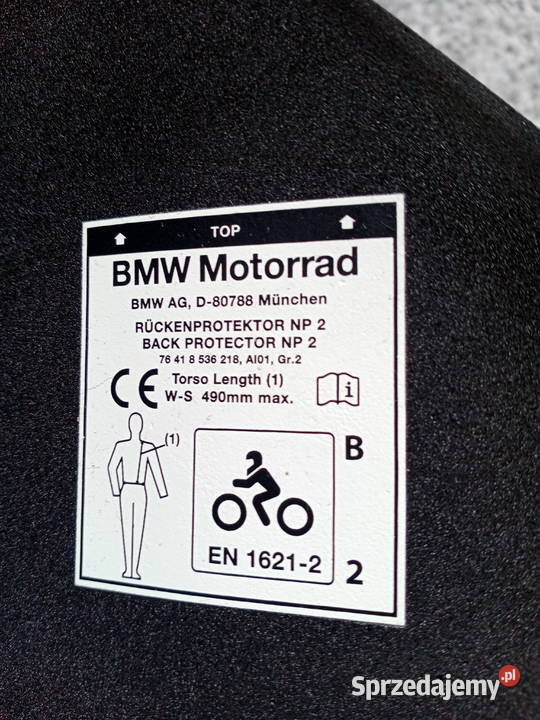 TOP
BMW Motorrad
BMW AG, D-80788 München
RÜCKENPROTEKTOR NP 2
BACK PROTECTOR NP 2
76 41 8 536 218, AI01, Gr.2
CE Torso Length (1)
W-S 490mm max.
i
(1)
B
EN 1621-2
2
Sprzedajemy.pl